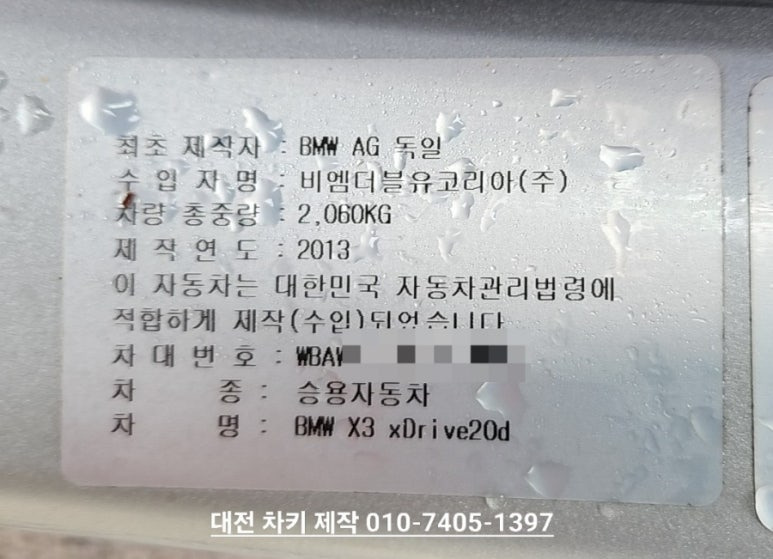 최초 제작자 : BMW AG 독일
수 입 자 명 : 비엠더블유코리아(주)
차량 총중량 : 2,060KG
제 작 연 도 : 2013
이 자동차는 대한민국 자동차관리법령에
적합하게 제작(수입)되었습니다
차 대 번 호 : WBAW
차 종 : 승용자동차
차 명 : BMW X3 xDrive20d
대전 차키 제작 010-7405-1397